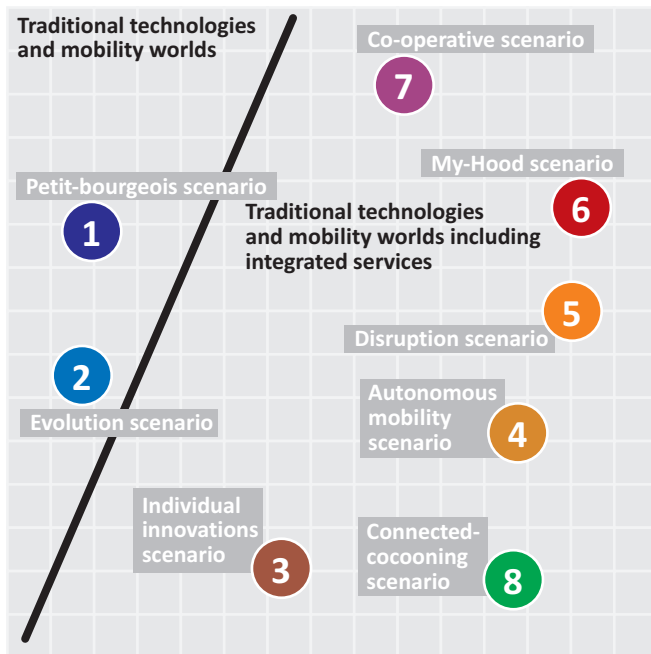 Traditional technologies
and mobility worlds
Co-operative scenario
7
My-Hood scenario
6
Petit-bourgeois scenario
1
Traditional technologies
and mobility worlds including
integrated services
5
Disruption scenario
2
Evolution scenario
Autonomous
mobility
scenario
4
Individual
innovations
scenario
3
Connected-
cocooning
scenario
8